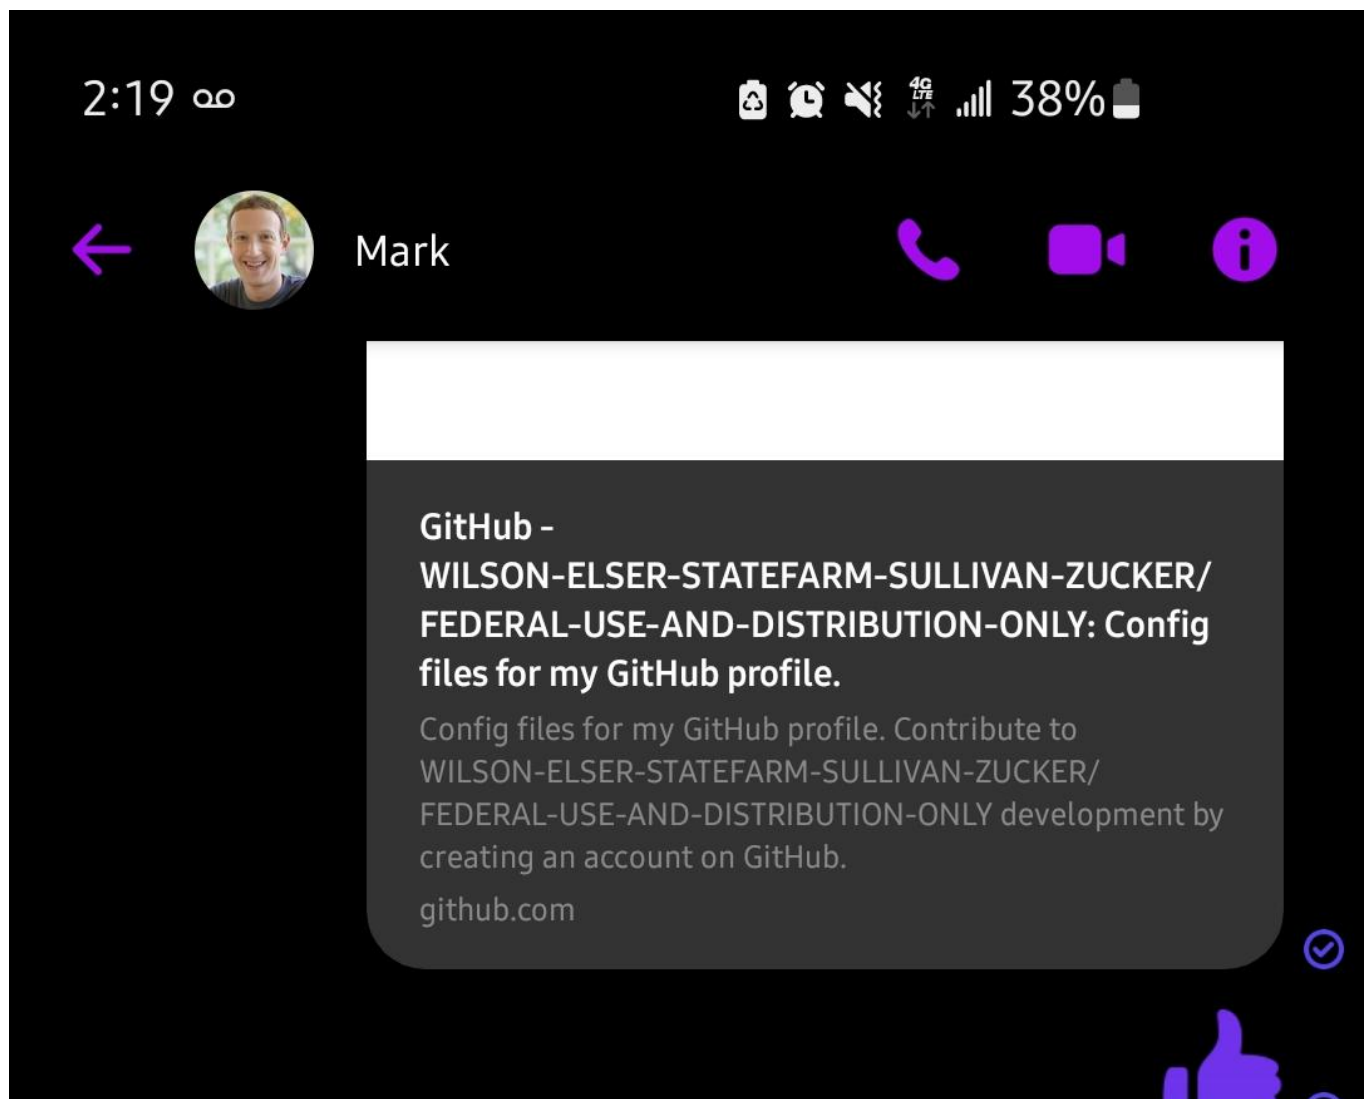 2:19
4G
LTE
38%
Mark
GitHub -
WILSON-ELSER-STATEFARM-SULLIVAN-ZUCKER/
FEDERAL-USE-AND-DISTRIBUTION-ONLY: Config
files for my GitHub profile.
Config files for my GitHub profile. Contribute to
WILSON-ELSER-STATEFARM-SULLIVAN-ZUCKER/
FEDERAL-USE-AND-DISTRIBUTION-ONLY development by
creating an account on GitHub.
github.com